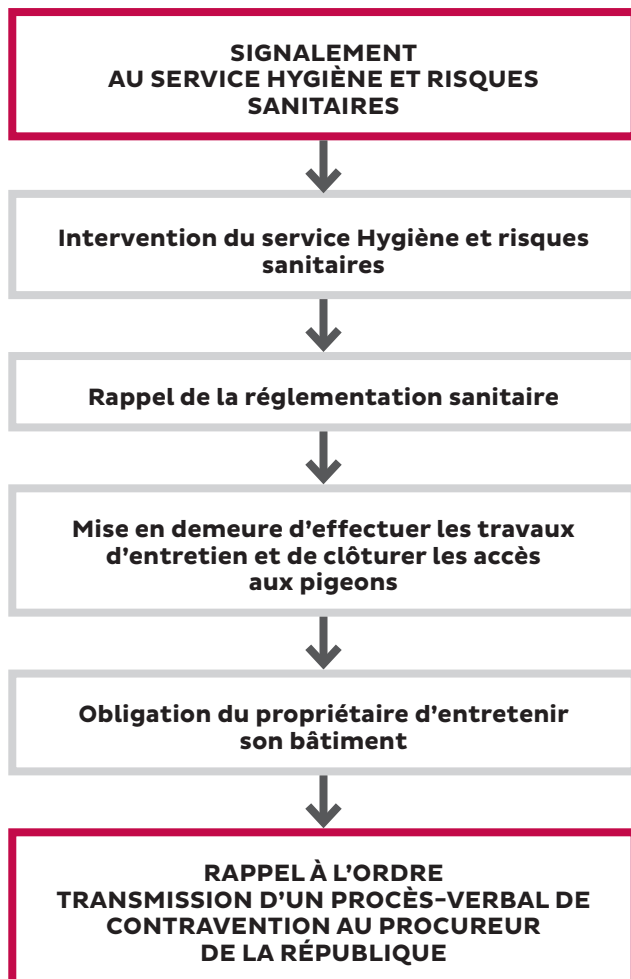 SIGNALEMENT
AU SERVICE HYGIÈNE ET RISQUES
SANITAIRES
Intervention du service Hygiène et risques
sanitaires
Rappel de la réglementation sanitaire
Mise en demeure d’effectuer les travaux
d’entretien et de clôturer les accès
aux pigeons
Obligation du propriétaire d’entretenir
son bâtiment
RAPPEL À L’ORDRE
TRANSMISSION D’UN PROCÈS-VERBAL DE
CONTRAVENTION AU PROCUREUR
DE LA RÉPUBLIQUE